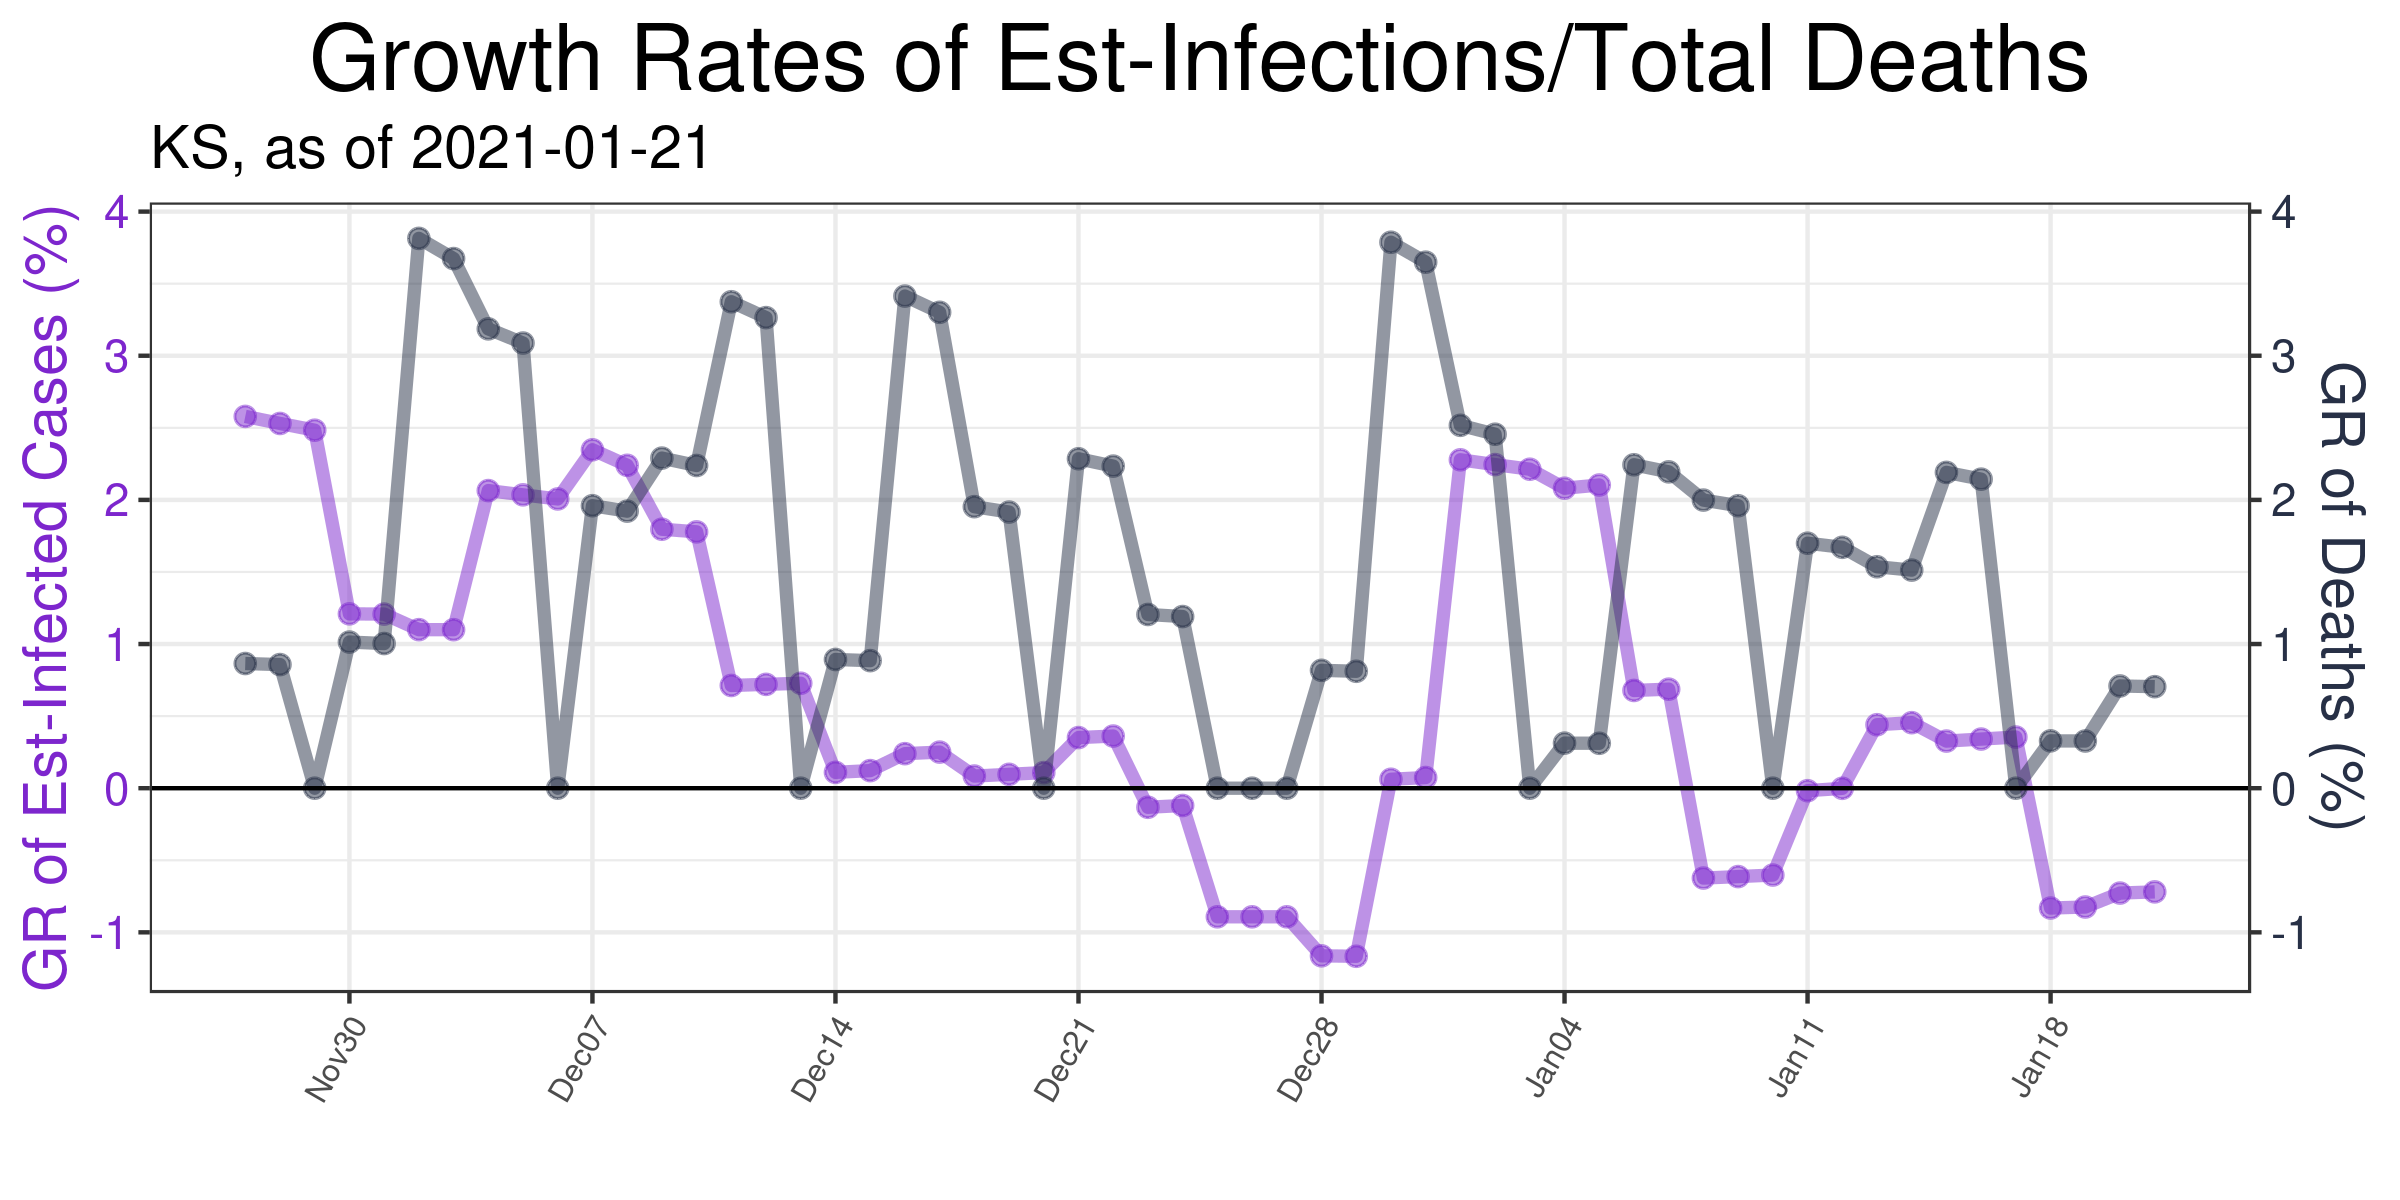 Growth Rates of Est-Infections/Total Deaths
KS, as of 2021-01-21
GR of Est-Infected Cases (%)
4
3
2
1
0
-1
4
3
2
1
0
-1
GR of Deaths (%)
Nov30
Dec07
Dec14
Dec21
Dec28
Jan04
Jan11
Jan18